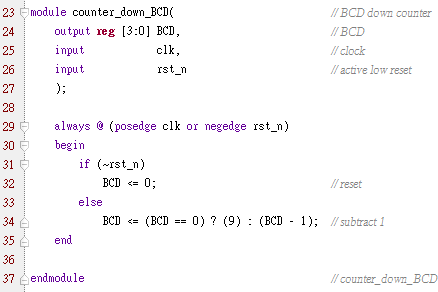 23 module counter_down_BCD( // BCD down counter
24 output reg [3:0] BCD, // BCD
25 input clk, // clock
26 input rst_n // active low reset
27 );
28
29 always @ (posedge clk or negedge rst_n)
30 begin
31 if (~rst_n)
32 BCD <= 0; // reset
33 else
34 BCD <= (BCD == 0) ? (9) : (BCD - 1); // subtract 1
35 end
36
37 endmodule // counter_down_BCD